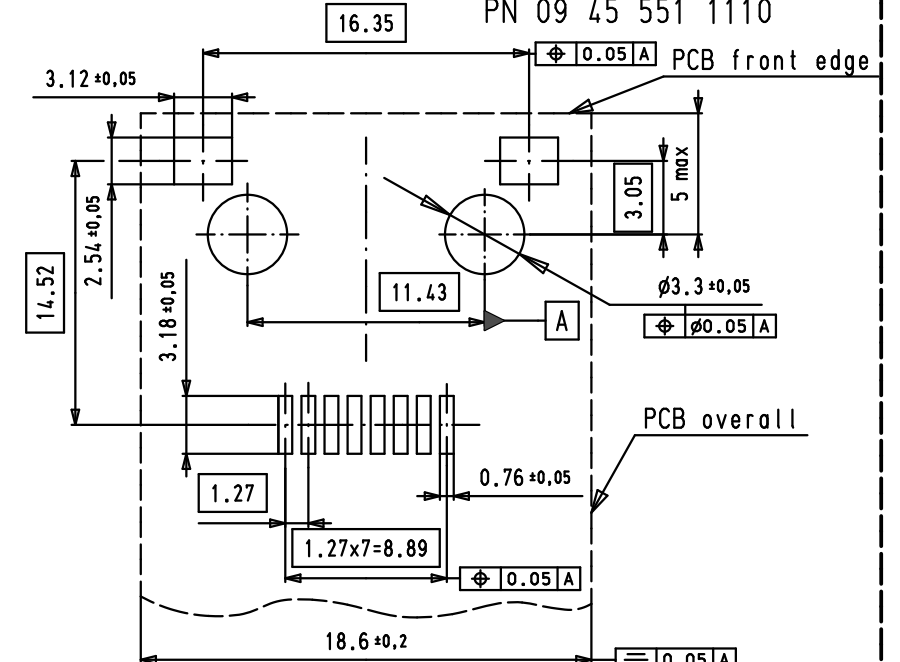 PN 09 45 551 1110
16.35
⌖ 0.05 A
PCB front edge
3.12 ±0,05
2.54 ±0,05
3.05
5 max
14.52
3.18 ±0,05
11.43
A
ø3.3 ±0,05
⌖ ø0.05 A
PCB overall
1.27
0.76 ±0,05
1.27x7=8.89
⌖ 0.05 A
18.6 ±0,2
⌯ 0.05 A